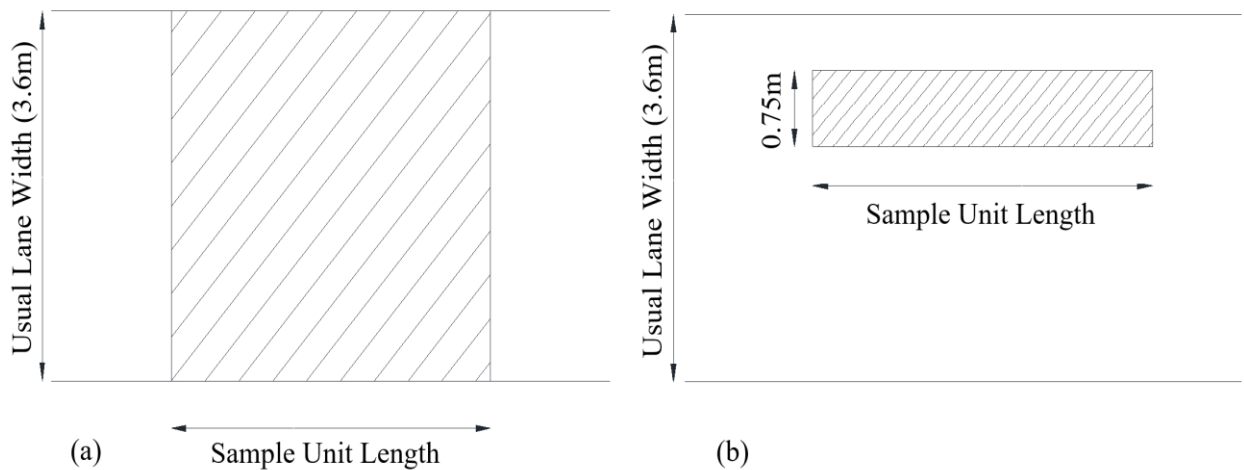 Usual Lane Width (3.6m)
Sample Unit Length
(a)
Usual Lane Width (3.6m)
0.75m
Sample Unit Length
(b)